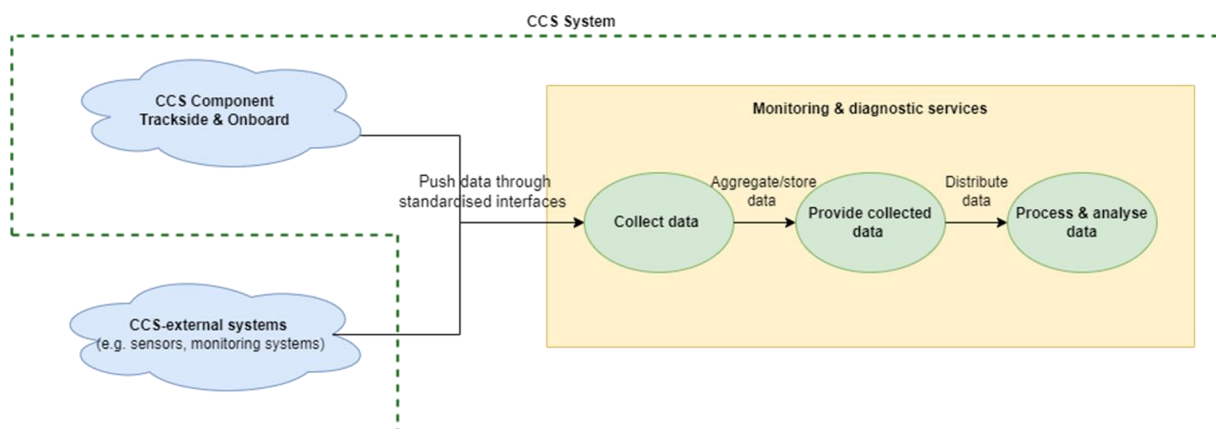 CCS System
CCS Component
Trackside & Onboard
Monitoring & diagnostic services
Push data through
standardised interfaces
Collect data
Aggregate/store
data
Provide collected
data
Distribute
data
Process & analyse
data
CCS-external systems
(e.g. sensors, monitoring systems)